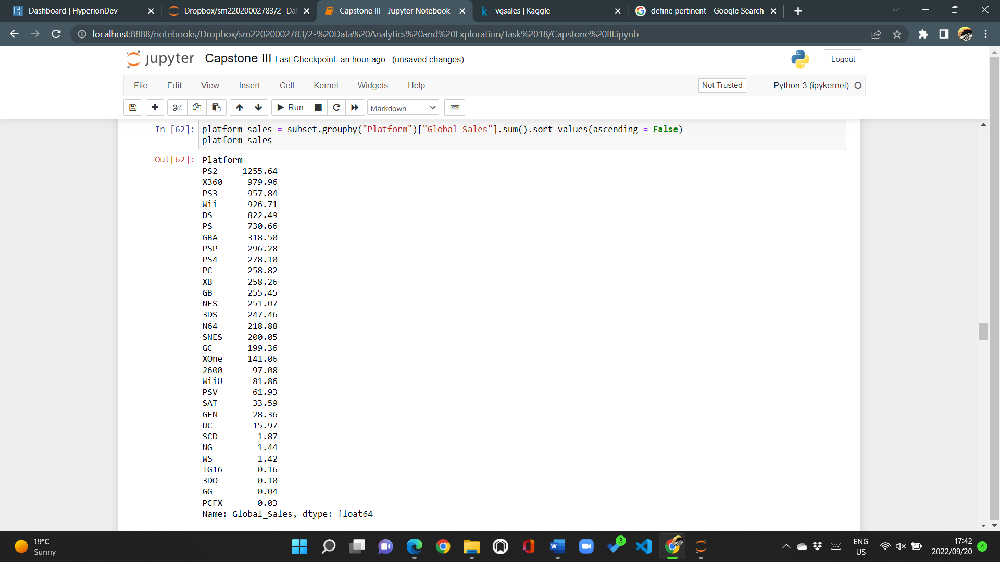 Dashboard | HyperionDev
Dropbox/sm22020002783/2- Dat
Capstone III - Jupyter Notebook
vgsales | Kaggle
define pertinent - Google Search
localhost:8888/notebooks/Dropbox/sm22020002783/2-%20Data%20Analytics%20and%20Exploration/Task%2018/Capstone%20III.ipynb
jupyter Capstone III Last Checkpoint: an hour ago (unsaved changes)
Logout
File Edit View Insert Cell Kernel Widgets Help
Not Trusted
Python 3 (ipykernel)
Run
Markdown
In [62]: platform_sales = subset.groupby("Platform")["Global_Sales"].sum().sort_values(ascending = False)
platform_sales
Out[62]: Platform
PS2 1255.64
X360 979.96
PS3 957.84
Wii 926.71
DS 822.49
PS 730.66
GBA 318.50
PSP 296.28
PS4 278.10
PC 258.82
XB 258.26
GB 255.45
NES 251.07
3DS 247.46
N64 218.88
SNES 200.05
GC 199.36
XOne 141.06
2600 97.08
WiiU 81.86
PSV 61.93
SAT 33.59
GEN 28.36
DC 15.97
SCD 1.87
NG 1.44
WS 1.42
TG16 0.16
3DO 0.10
GG 0.04
PCFX 0.03
Name: Global_Sales, dtype: float64
19°C
Sunny
3
ENG
US
17:42
2022/09/20
4